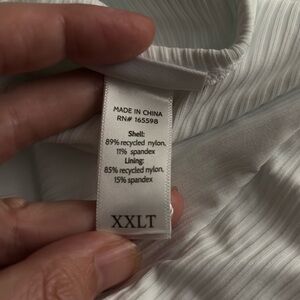 MADE IN CHINA
RN# 165598
Shell:
89% recycled nylon,
11% spandex
Lining:
85% recycled nylon,
15% spandex
XXLT